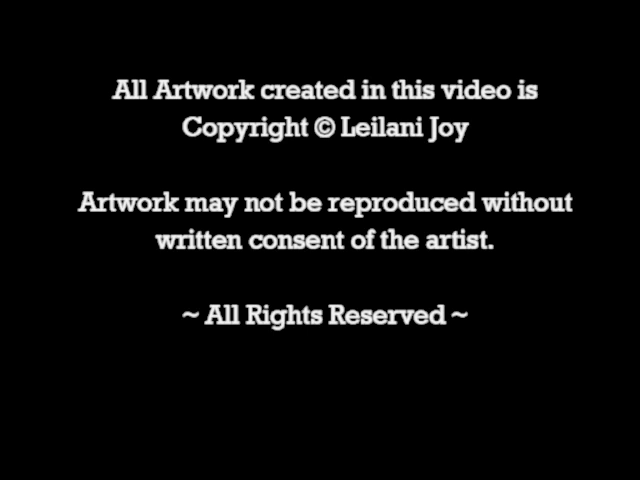 All Artwork created in this video is
Copyright © Leilani Joy
Artwork may not be reproduced without
written consent of the artist.
~ All Rights Reserved ~